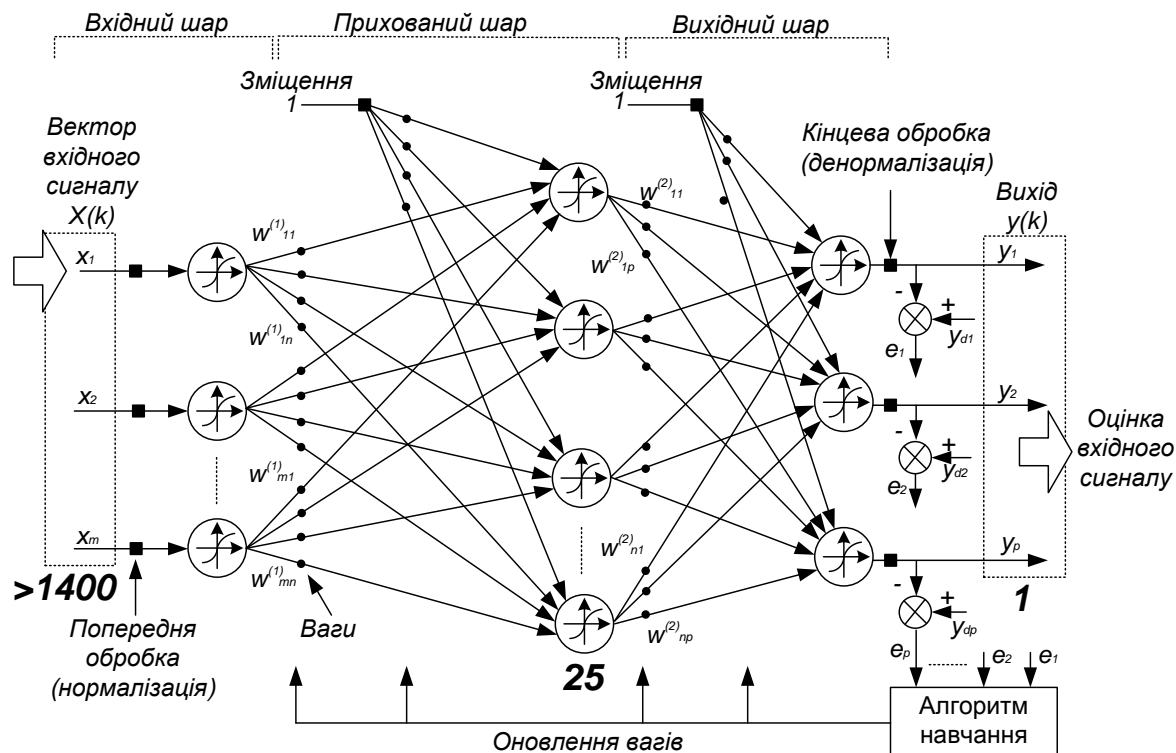 Вхідний шар
Прихований шар
Вихідний шар
Зміщення
1
Зміщення
1
Вектор
вхідного
сигналу
X(k)
Кінцева обробка
(денормалізація)
Вихід
y(k)
x1
x2
xm
>1400
Попередня
обробка
(нормалізація)
w(1)11
w(1)1n
w(1)m1
w(1)mn
Ваги
25
w(2)11
w(2)1p
w(2)n1
w(2)np
y1
-
+
yd1
e1
y2
-
+
yd2
e2
yp
-
+
ydp
1
Оцінка
вхідного
сигналу
ep
e2
e1
Алгоритм
навчання
Оновлення вагів